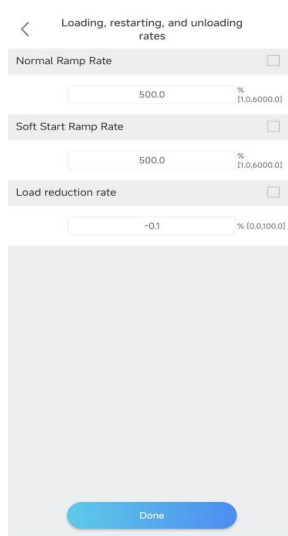 Loading, restarting, and unloading
rates
Normal Ramp Rate
500.0 %
[1.0,6000.0]
Soft Start Ramp Rate
500.0 %
[1.0,6000.0]
Load reduction rate
-0.1 % [0.0,100.0]
Done